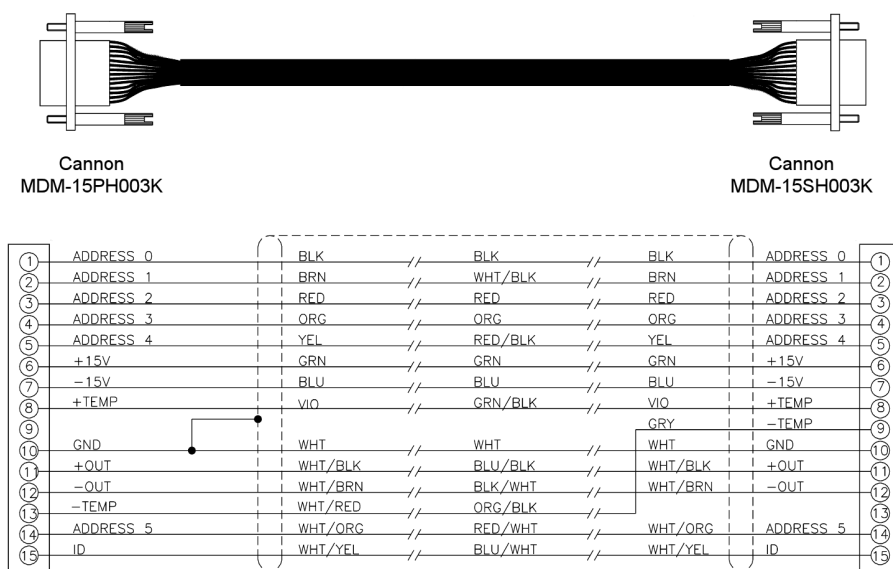 Cannon
MDM-15PH003K
Cannon
MDM-15SH003K
1 ADDRESS 0 BLK BLK BLK ADDRESS 0 1
2 ADDRESS 1 BRN WHT/BLK BRN ADDRESS 1 2
3 ADDRESS 2 RED RED RED ADDRESS 2 3
4 ADDRESS 3 ORG ORG ORG ADDRESS 3 4
5 ADDRESS 4 YEL RED/BLK YEL ADDRESS 4 5
6 +15V GRN GRN GRN +15V 6
7 -15V BLU BLU BLU -15V 7
8 +TEMP VIO GRN/BLK VIO +TEMP 8
9 GRY -TEMP 9
10 GND WHT WHT WHT GND 10
11 +OUT WHT/BLK BLU/BLK WHT/BLK +OUT 11
12 -OUT WHT/BRN BLK/WHT WHT/BRN -OUT 12
13 -TEMP WHT/RED ORG/BLK 13
14 ADDRESS 5 WHT/ORG RED/WHT WHT/ORG ADDRESS 5 14
15 ID WHT/YEL BLU/WHT WHT/YEL ID 15